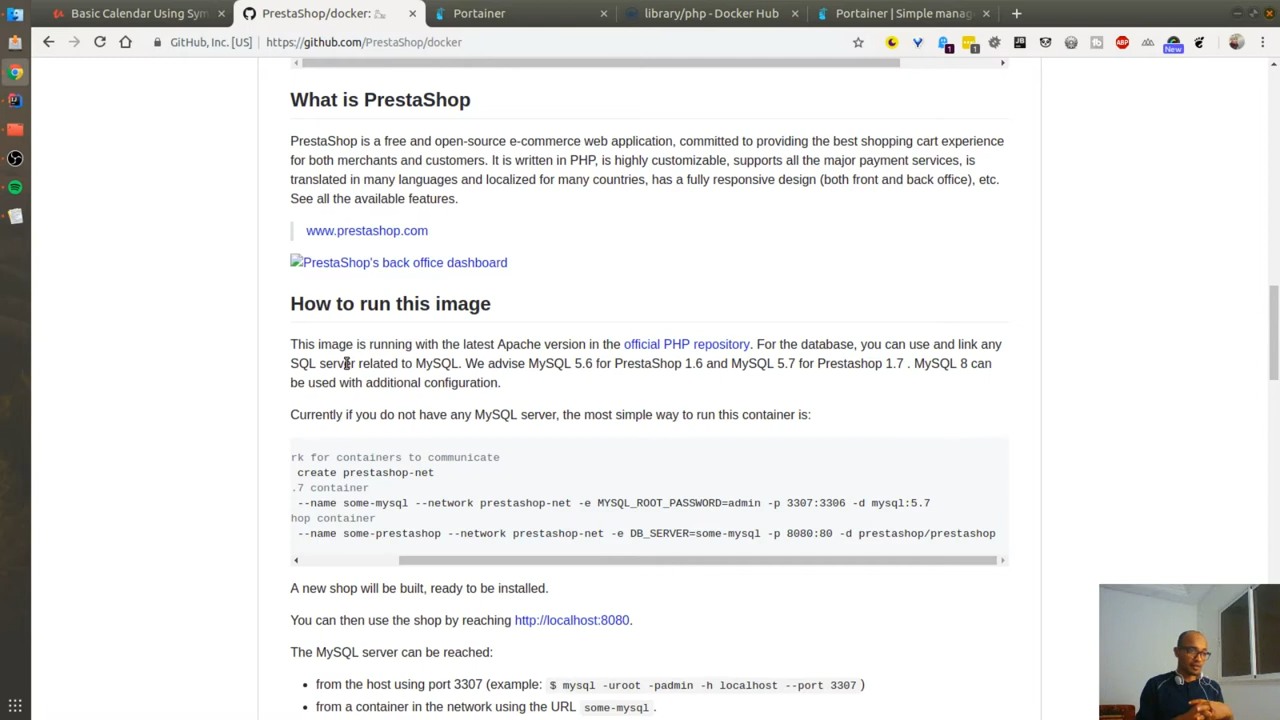 Basic Calendar Using Sym
PrestaShop/docker:
Portainer
library/php - Docker Hub
Portainer | Simple manag
GitHub, Inc. [US]
https://github.com/PrestaShop/docker
1
1
New
What is PrestaShop
PrestaShop is a free and open-source e-commerce web application, committed to providing the best shopping cart experience
for both merchants and customers. It is written in PHP, is highly customizable, supports all the major payment services, is
translated in many languages and localized for many countries, has a fully responsive design (both front and back office), etc.
See all the available features.
www.prestashop.com
PrestaShop's back office dashboard
How to run this image
This image is running with the latest Apache version in the official PHP repository. For the database, you can use and link any
SQL server related to MySQL. We advise MySQL 5.6 for PrestaShop 1.6 and MySQL 5.7 for Prestashop 1.7 . MySQL 8 can
be used with additional configuration.
Currently if you do not have any MySQL server, the most simple way to run this container is:
rk for containers to communicate
create prestashop-net
.7 container
--name some-mysql --network prestashop-net -e MYSQL_ROOT_PASSWORD=admin -p 3307:3306 -d mysql:5.7
hop container
--name some-prestashop --network prestashop-net -e DB_SERVER=some-mysql -p 8080:80 -d prestashop/prestashop
A new shop will be built, ready to be installed.
You can then use the shop by reaching http://localhost:8080.
The MySQL server can be reached:
• from the host using port 3307 (example: $ mysql -uroot -padmin -h localhost --port 3307 )
• from a container in the network using the URL some-mysql .